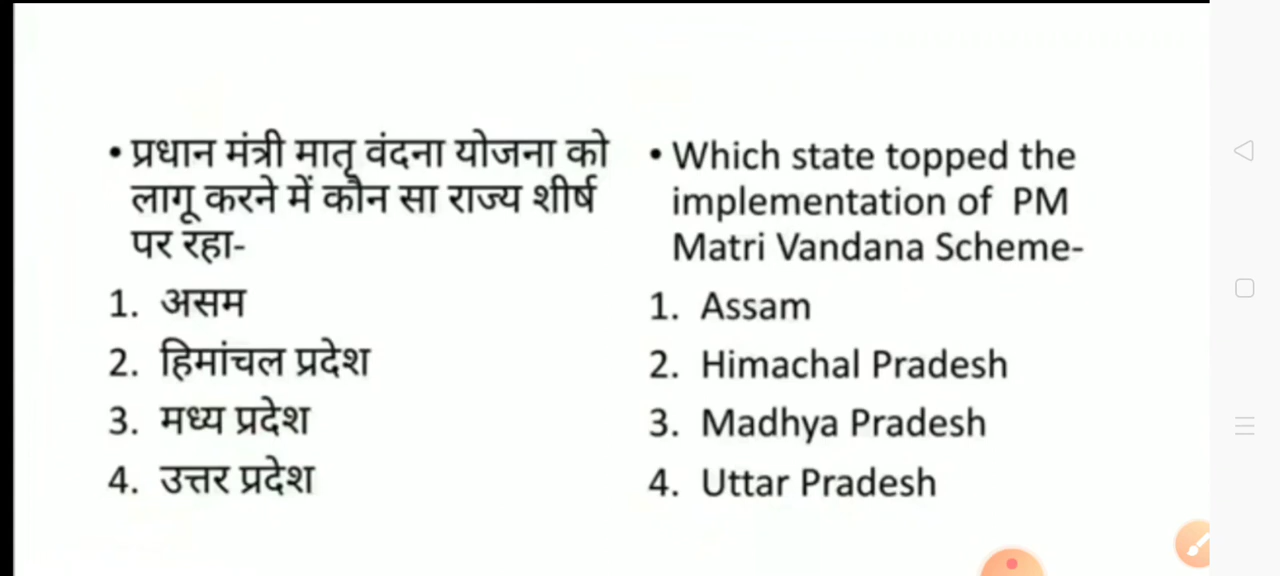 • प्रधान मंत्री मातृ वंदना योजना को
लागू करने में कौन सा राज्य शीर्ष
पर रहा-
1. असम
2. हिमांचल प्रदेश
3. मध्य प्रदेश
4. उत्तर प्रदेश
• Which state topped the
implementation of PM
Matri Vandana Scheme-
1. Assam
2. Himachal Pradesh
3. Madhya Pradesh
4. Uttar Pradesh